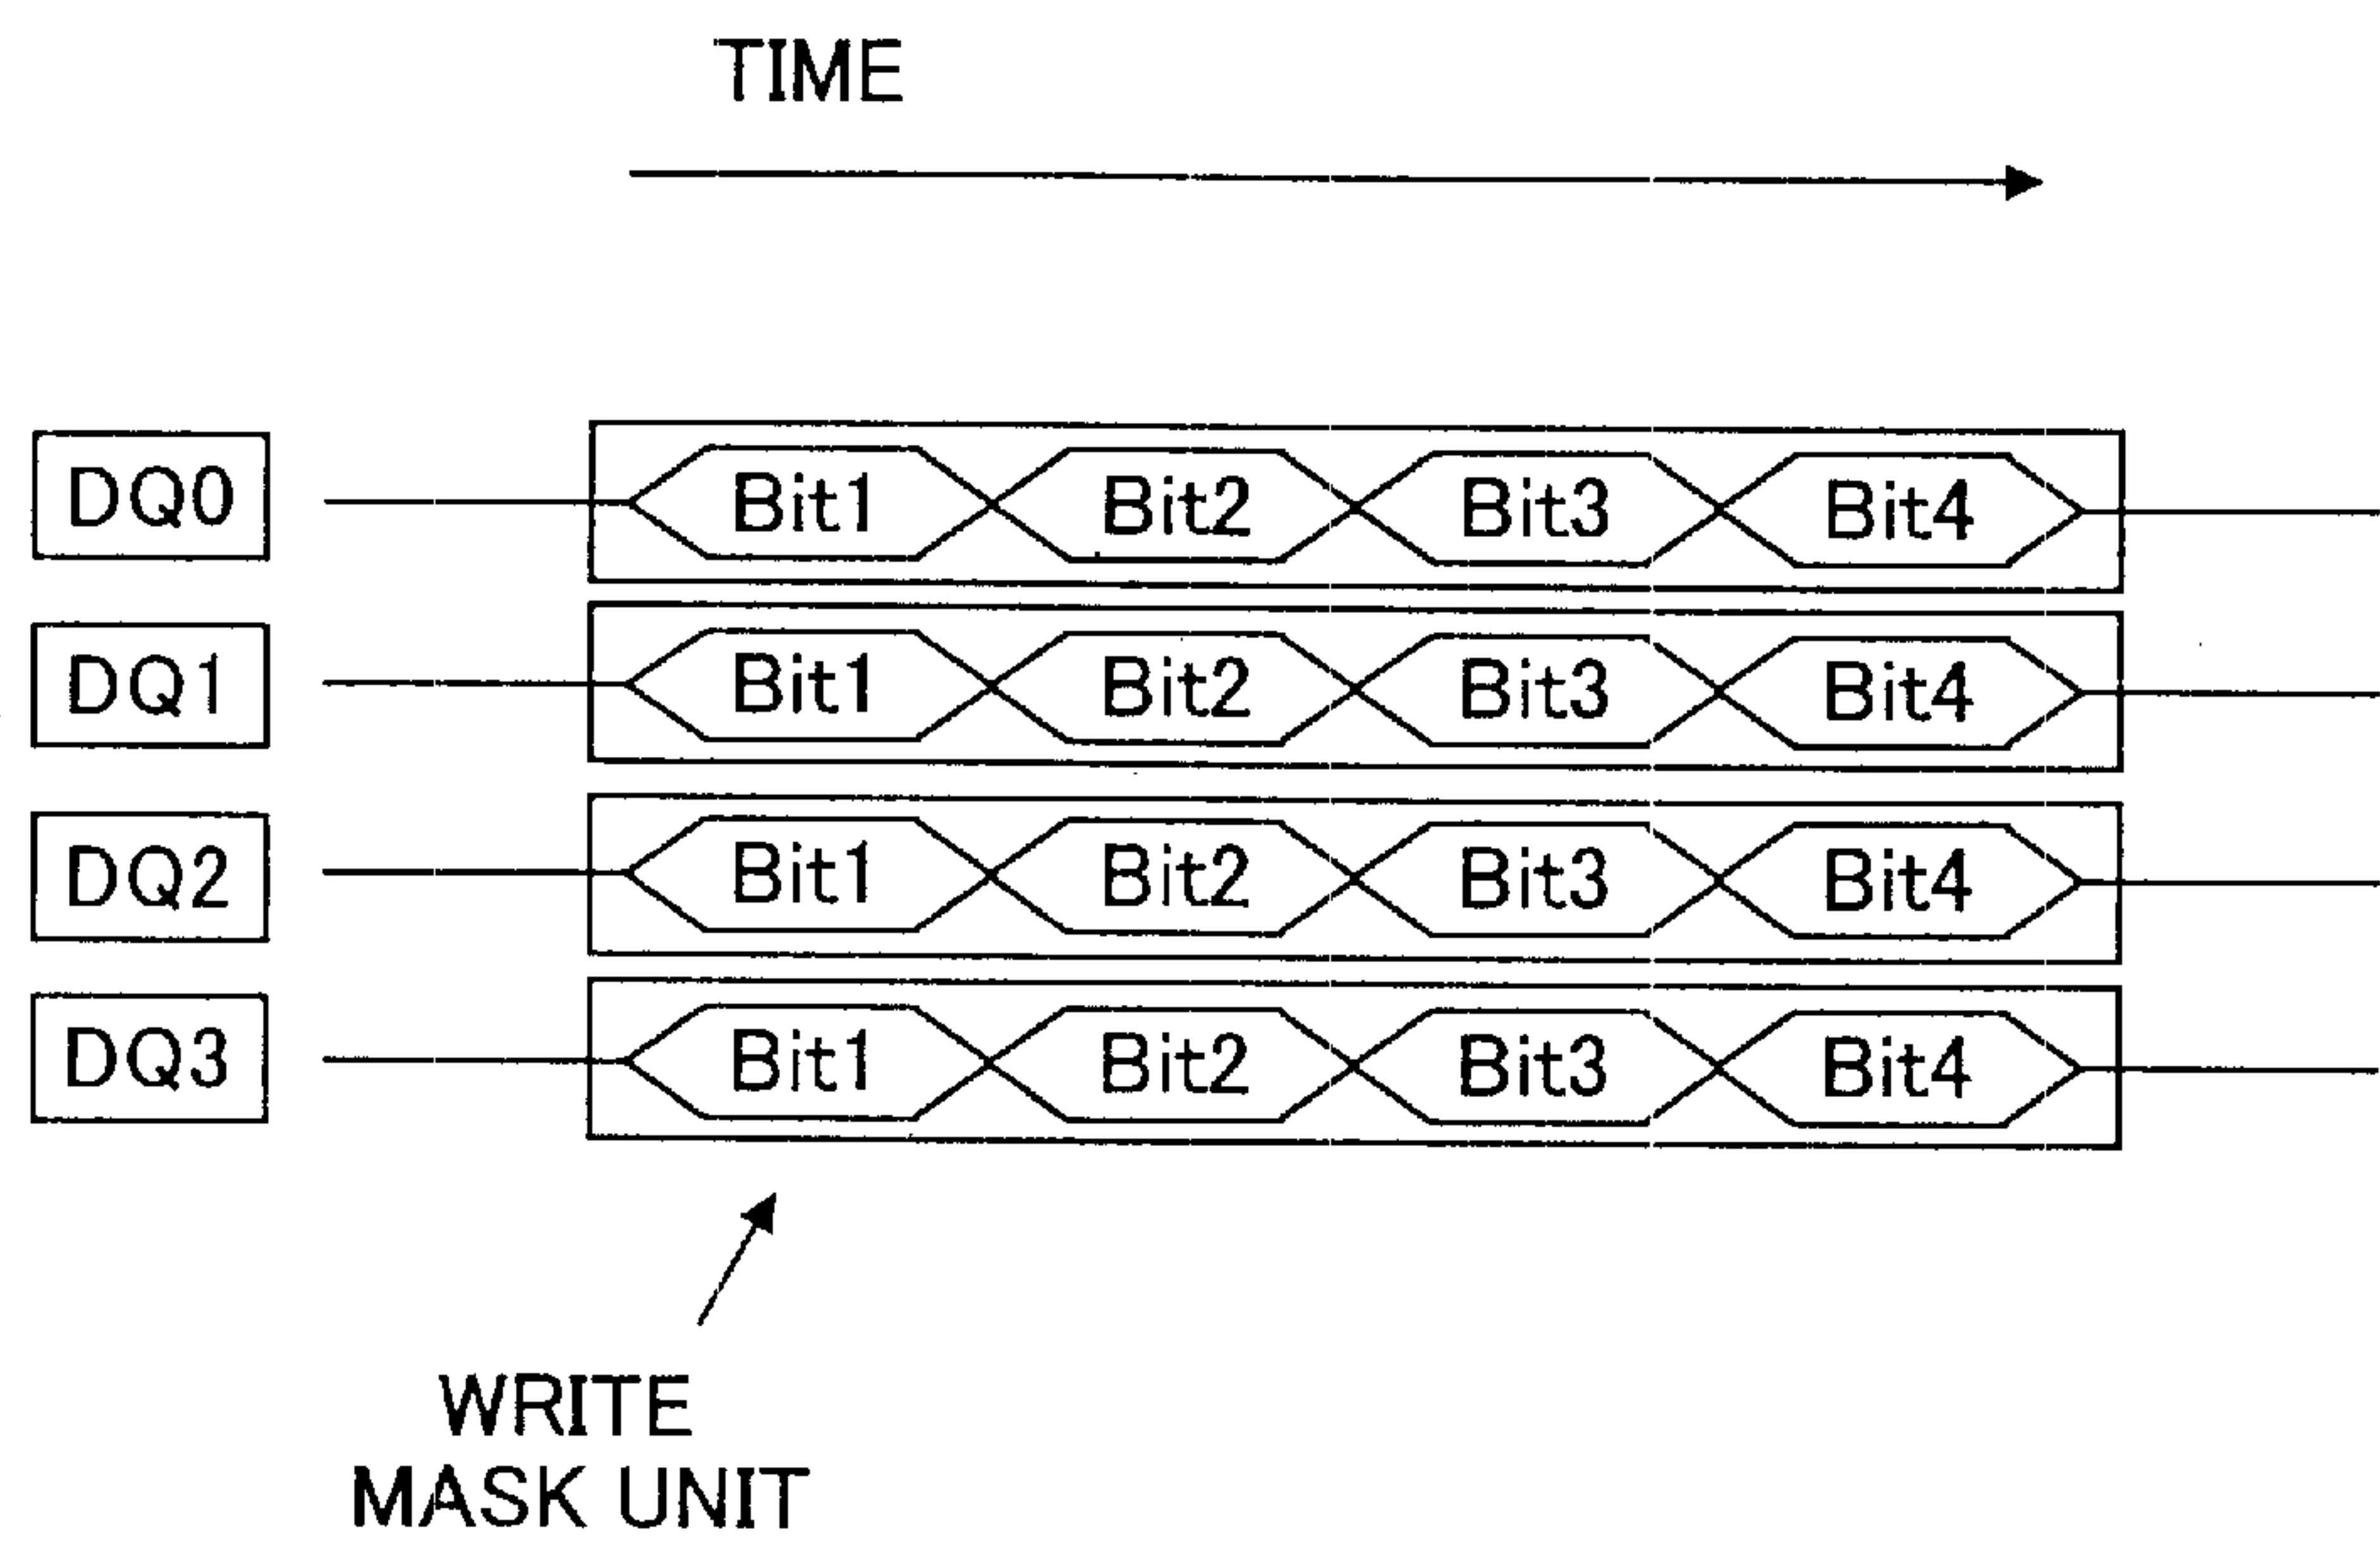 TIME
DQ0 Bit1 Bit2 Bit3 Bit4
DQ1 Bit1 Bit2 Bit3 Bit4
DQ2 Bit1 Bit2 Bit3 Bit4
DQ3 Bit1 Bit2 Bit3 Bit4
WRITE
MASK UNIT